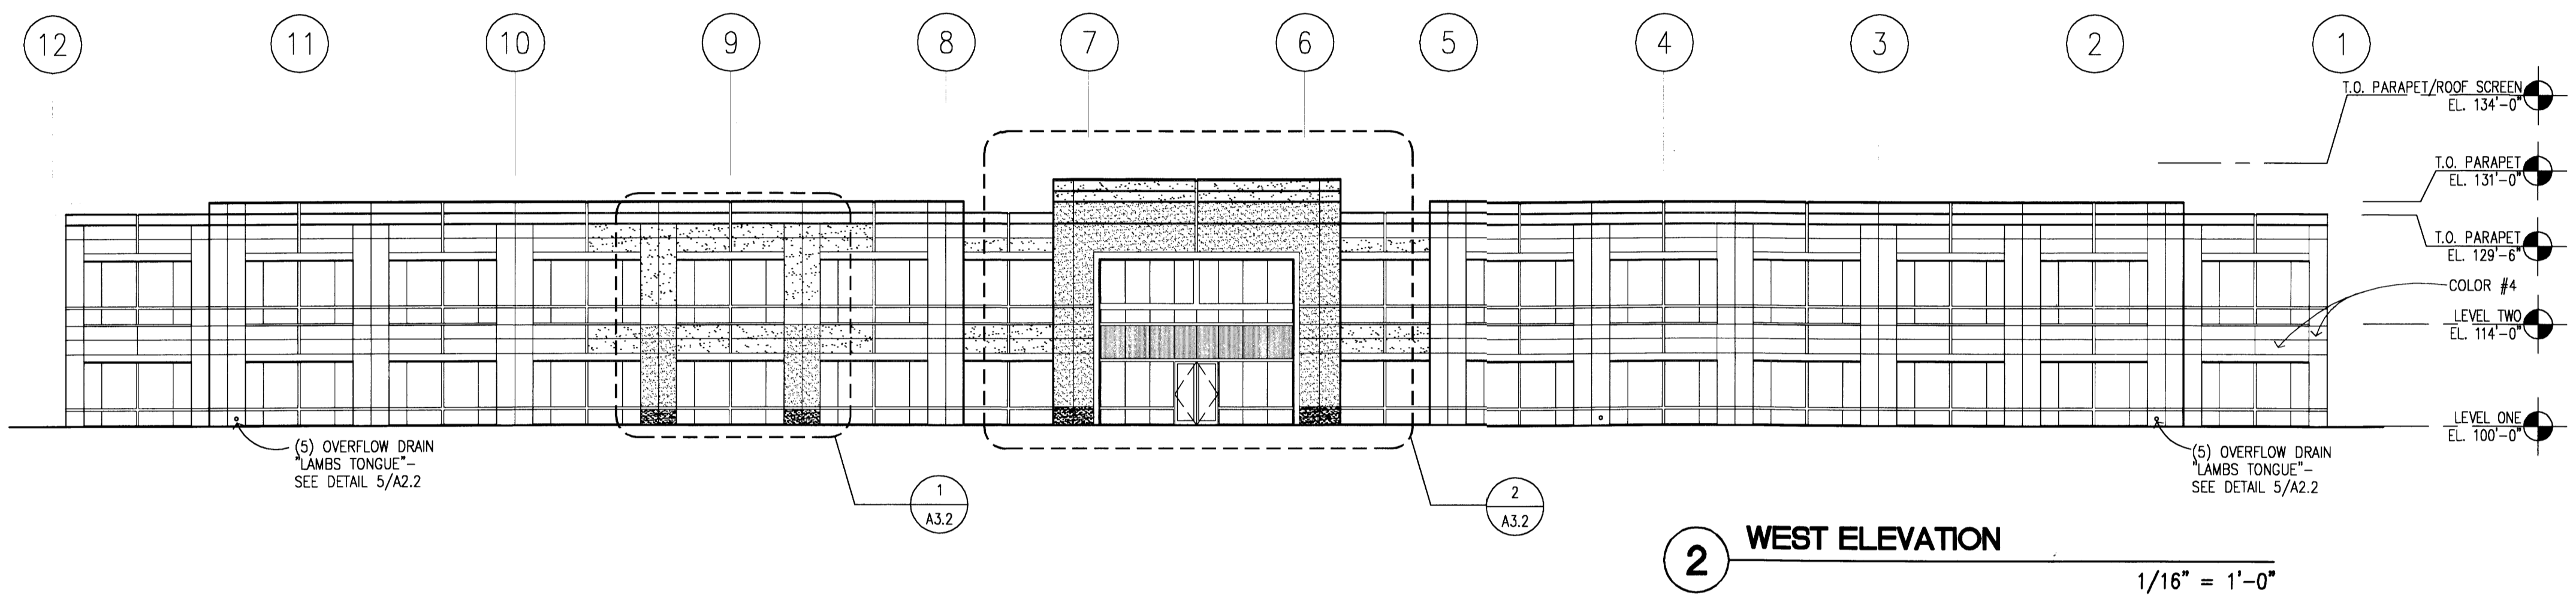 12 11 10 9 8 7 6 5 4 3 2 1
T.O. PARAPET/ROOF SCREEN
EL. 134'-0"
T.O. PARAPET
EL. 131'-0"
T.O. PARAPET
EL. 129'-6"
COLOR #4
LEVEL TWO
EL. 114'-0"
LEVEL ONE
EL. 100'-0"
(5) OVERFLOW DRAIN
"LAMBS TONGUE"-
SEE DETAIL 5/A2.2
(5) OVERFLOW DRAIN
"LAMBS TONGUE"-
SEE DETAIL 5/A2.2
1
A3.2
2
A3.2
2 WEST ELEVATION
1/16" = 1'-0"